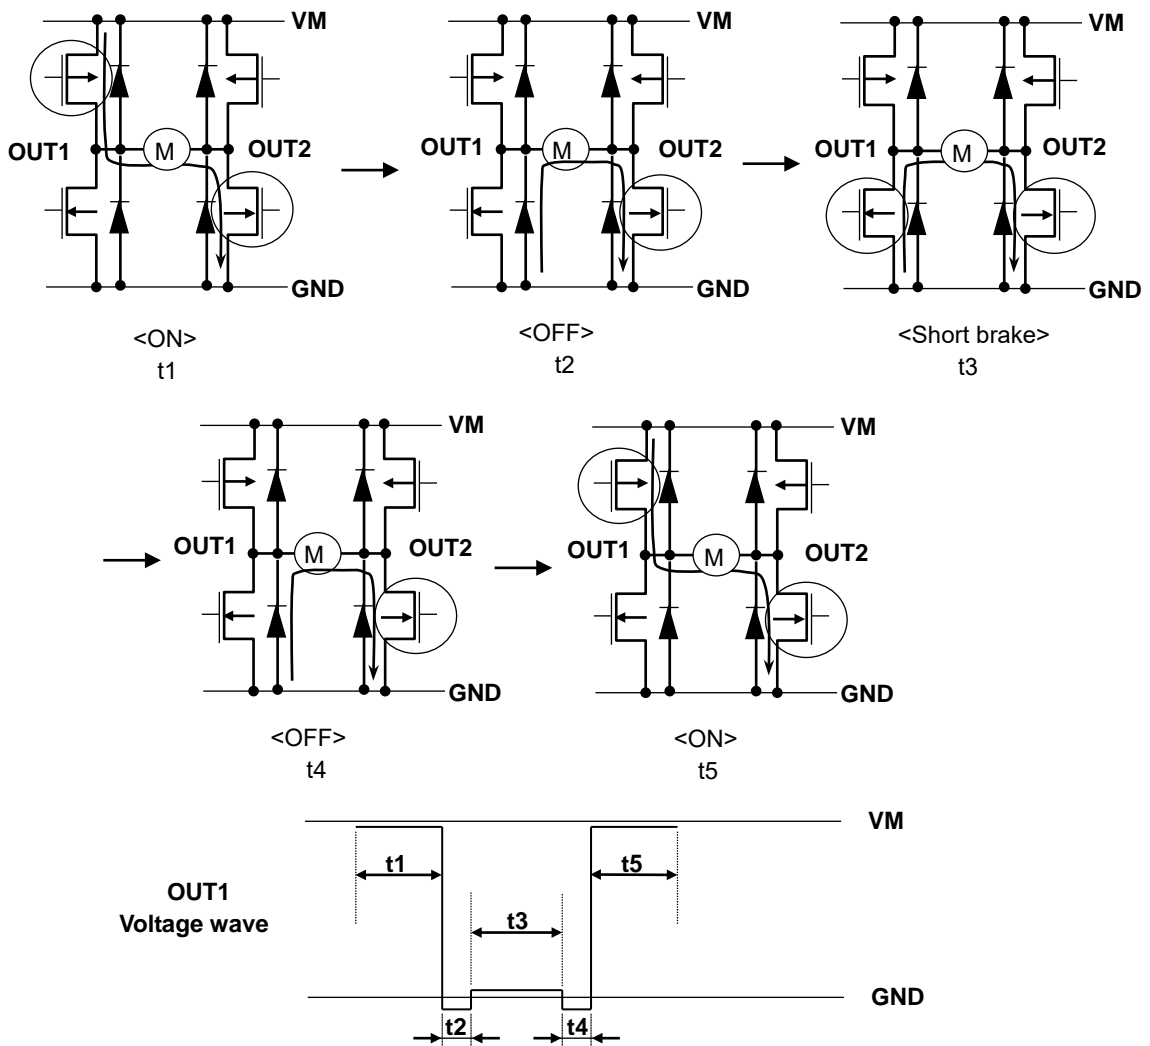 VM VM VM
OUT1 M OUT2 OUT1 M OUT2 OUT1 M OUT2
GND GND GND
<ON> <OFF> <Short brake>
t1 t2 t3
VM VM
OUT1 M OUT2 OUT1 M OUT2
GND GND
<OFF> <ON>
t4 t5
VM
t1 t5
OUT1
Voltage wave
t3
GND
t2 t4